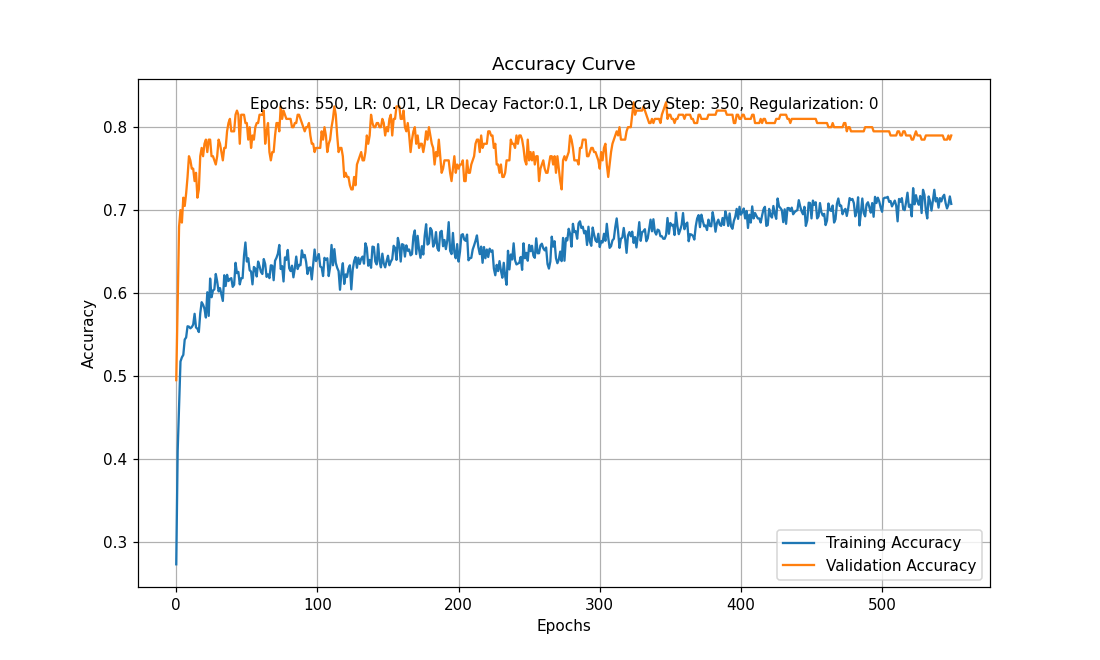 Accuracy Curve
Epochs: 550, LR: 0.01, LR Decay Factor:0.1, LR Decay Step: 350, Regularization: 0
0.8
0.7
0.6
0.5
0.4
0.3
Accuracy
Training Accuracy
Validation Accuracy
0 100 200 300 400 500
Epochs